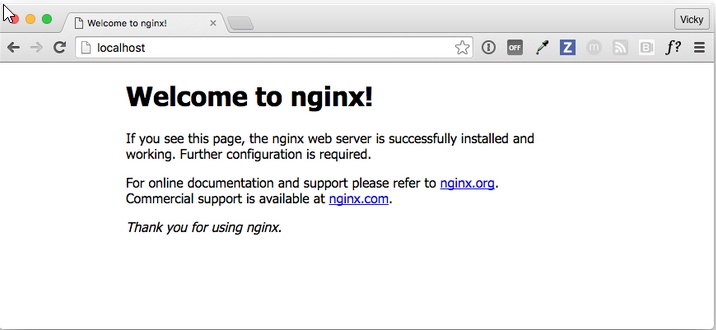 Welcome to nginx!
Vicky
localhost
OFF
Z
m
B
f?
Welcome to nginx!
If you see this page, the nginx web server is successfully installed and
working. Further configuration is required.
For online documentation and support please refer to nginx.org.
Commercial support is available at nginx.com.
Thank you for using nginx.